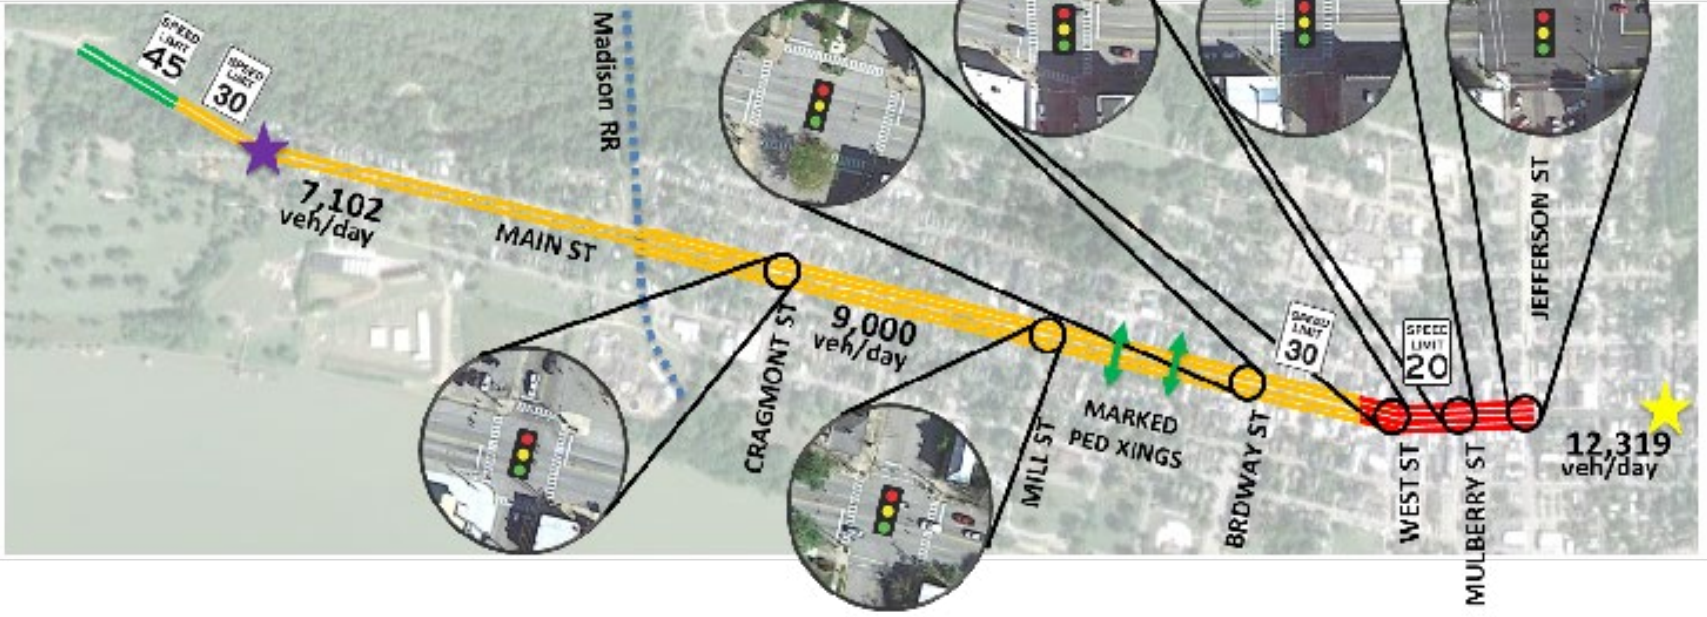 SPEED
LIMIT
45
SPEED
LIMIT
30
Madison RR
7,102
veh/day
MAIN ST
CRAGMONT ST
9,000
veh/day
MILL ST
MARKED
PED XINGS
BRDWAY ST
SPEED
LIMIT
30
SPEED
LIMIT
20
WEST ST
MULBERRY ST
JEFFERSON ST
12,319
veh/day